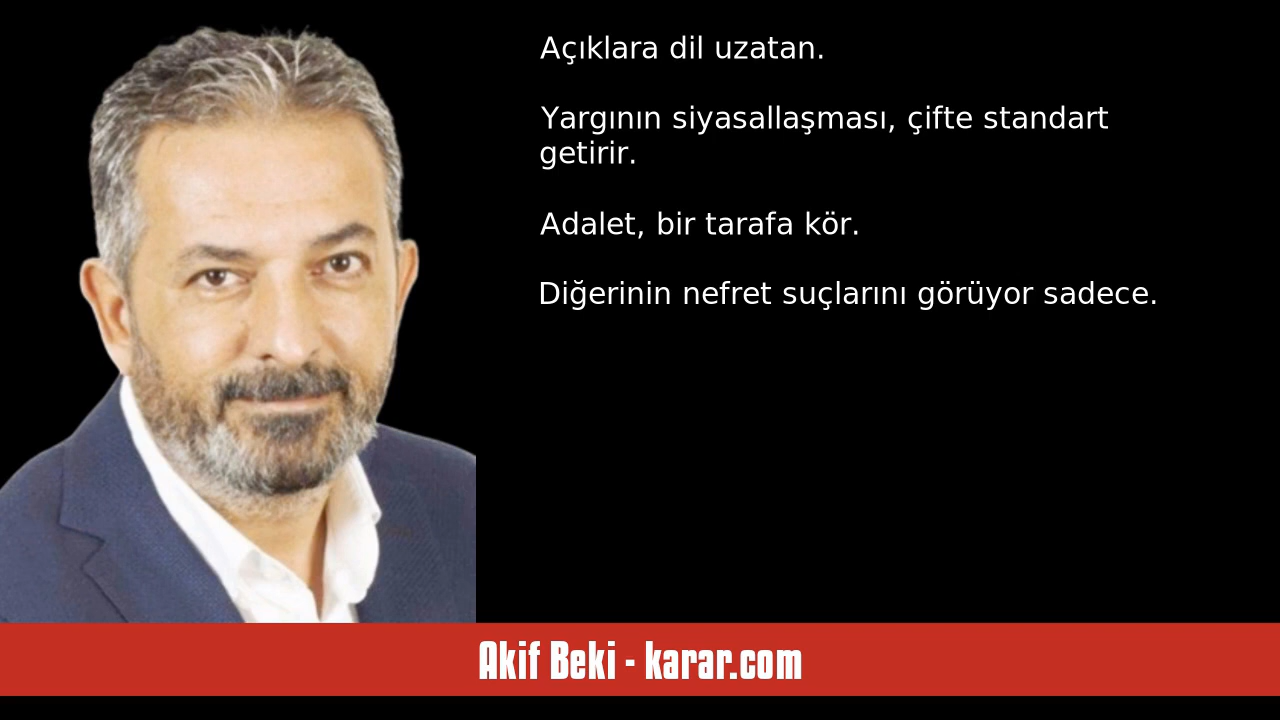 Açıklara dil uzatan.
Yargının siyasallaşması, çifte standart
getirir.
Adalet, bir tarafa kör.
Diğerinin nefret suçlarını görüyor sadece.
Akif Beki - karar.com